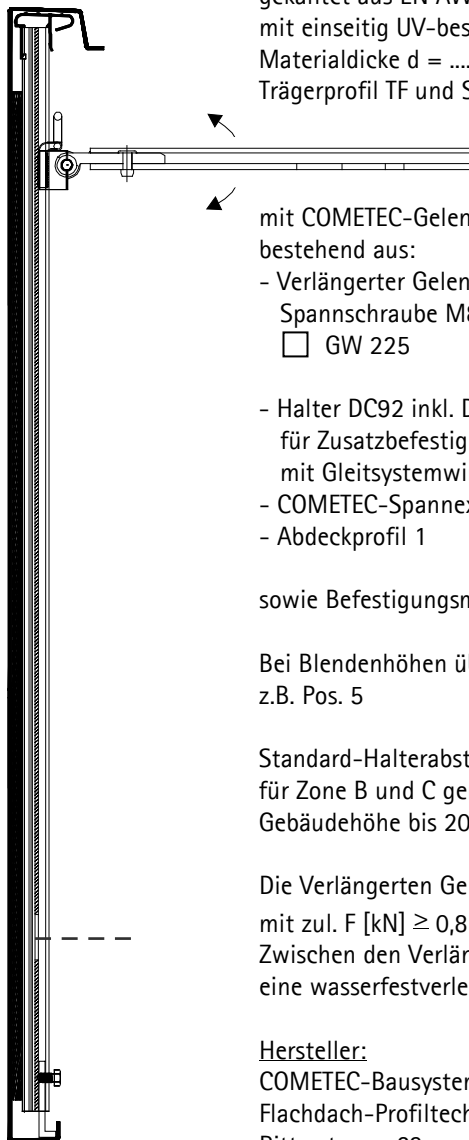 gekantet aus EN AW
mit einseitig UV-bes
Materialdicke d = ....
Trägerprofil TF und S
mit COMETEC-Gelen
bestehend aus:
- Verlängerter Gelen
Spannschraube M8
GW 225
- Halter DC92 inkl. D
für Zusatzbefestig
mit Gleitsystemwi
- COMETEC-Spannex
- Abdeckprofil 1
sowie Befestigungsm
Bei Blendenhöhen üb
z.B. Pos. 5
Standard-Halterabst
für Zone B und C ge
Gebäudehöhe bis 20
Die Verlängerten Ge
mit zul. F [kN] ≥ 0,8
Zwischen den Verlän
eine wasserfestverle
Hersteller:
COMETEC-Bausystem
Flachdach-Profiltech